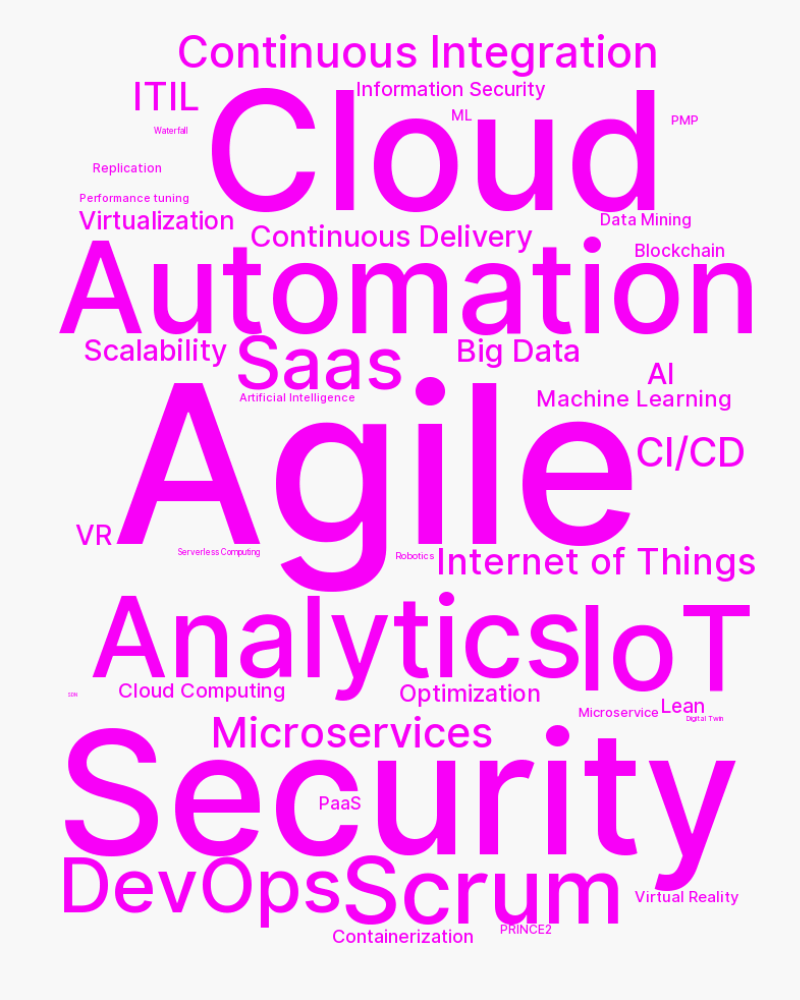 Continuous Integration
ITIL
Information Security
Cloud
ML
PMP
Waterfall
Replication
Performance tuning
Virtualization
Data Mining
Continuous Delivery
Blockchain
Automation
Scalability
Saas
Big Data
AI
Artificial Intelligence
Machine Learning
Agile
CI/CD
VR
Serverless Computing
Robotics
Internet of Things
Analytics
IoT
SDN
Cloud Computing
Optimization
Microservice
Lean
Digital Twin
Microservices
Security
PaaS
DevOps
Scrum
Virtual Reality
PRINCE2
Containerization